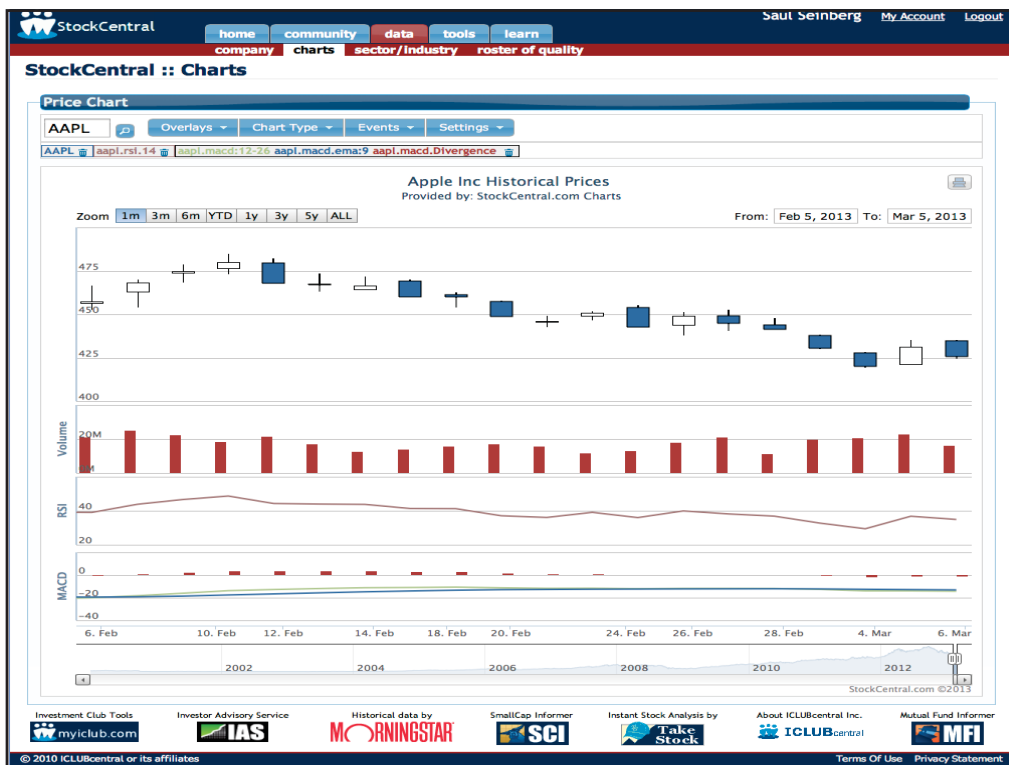 StockCentral
Saul Seinberg My Account Logout
home community data tools learn
company charts sector/industry roster of quality
StockCentral :: Charts
Price Chart
AAPL Overlays Chart Type Events Settings
AAPL aapl.rsi.14 aapl.macd:12-26 aapl.macd.ema:9 aapl.macd.Divergence
Apple Inc Historical Prices
Provided by: StockCentral.com Charts
Zoom 1m 3m 6m YTD 1y 3y 5y ALL From: Feb 5, 2013 To: Mar 5, 2013
475
450
425
400
Volume
20M
RSI
40
20
MACD
0
-20
-40
6. Feb 10. Feb 12. Feb 14. Feb 18. Feb 20. Feb 24. Feb 26. Feb 28. Feb 4. Mar 6. Mar
2002 2004 2006 2008 2010 2012
StockCentral.com ©2013
Investment Club Tools Investor Advisory Service Historical data by SmallCap Informer Instant Stock Analysis by About ICLUBcentral Inc. Mutual Fund Informer
myiclub.com IAS MORNINGSTAR SCI Take Stock ICLUBcentral MFI
© 2010 ICLUBcentral or its affiliates Terms Of Use Privacy Statement